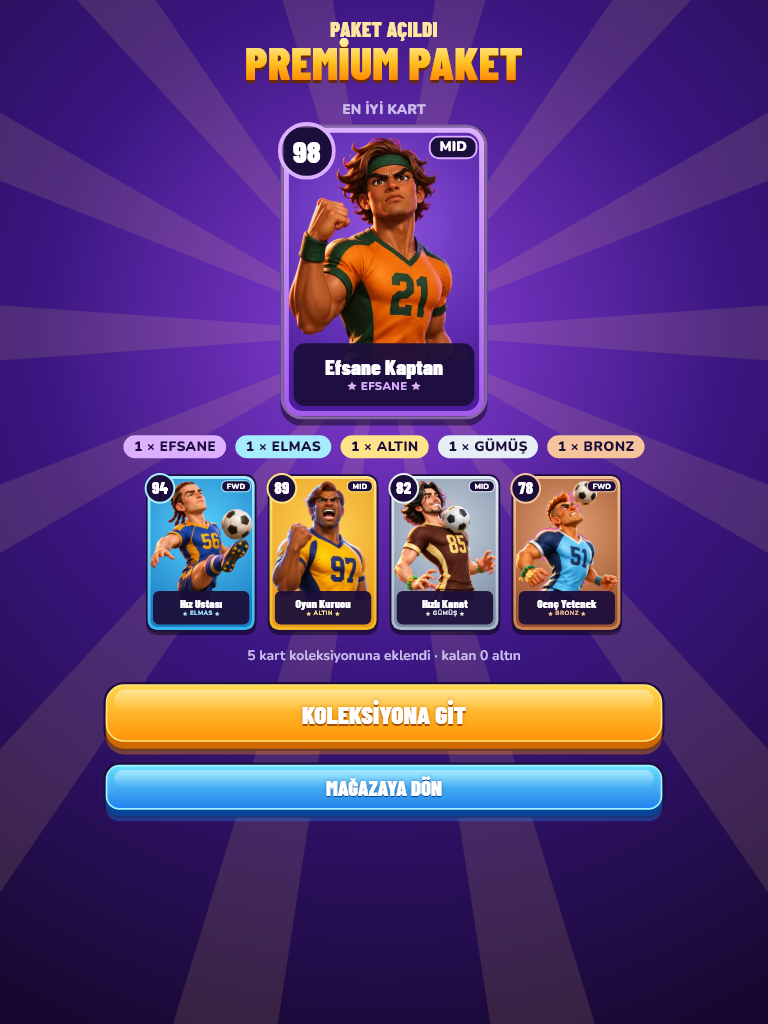 PAKET AÇILDI
PREMİUM PAKET
EN İYİ KART
98
MID
21
Efsane Kaptan
★ EFSANE ★
1 × EFSANE
1 × ELMAS
1 × ALTIN
1 × GÜMÜŞ
1 × BRONZ
94
FWD
56
Hız Ustası
★ ELMAS ★
89
MID
97
Oyun Kurucu
★ ALTIN ★
82
MID
85
Hızlı Kanat
★ GÜMÜŞ ★
78
FWD
51
Genç Yetenek
★ BRONZ ★
5 kart koleksiyonuna eklendi · kalan 0 altın
KOLEKSİYONA GİT
MAĞAZAYA DÖN